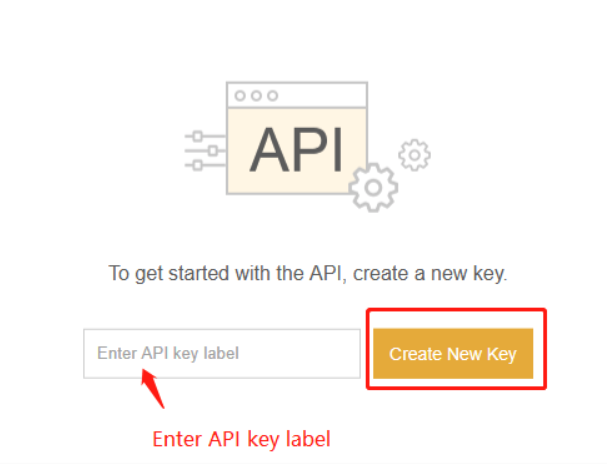 API
To get started with the API, create a new key.
Enter API key label
Create New Key
Enter API key label